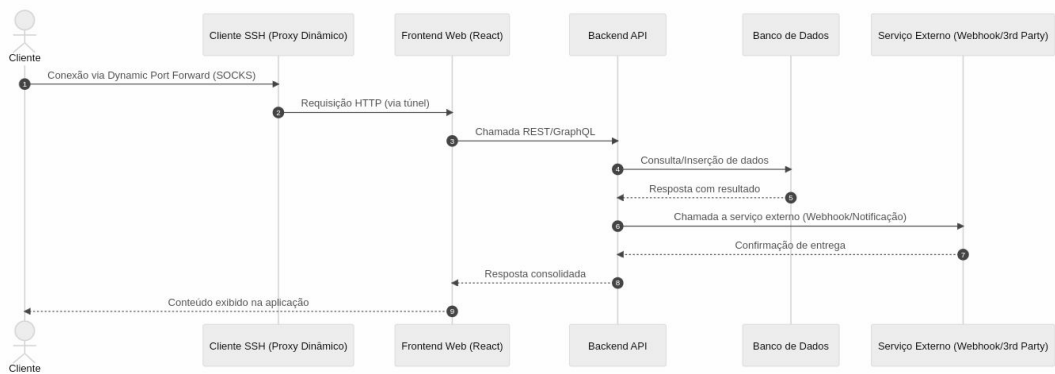 Cliente
Cliente SSH (Proxy Dinâmico)
Frontend Web (React)
Backend API
Banco de Dados
Serviço Externo (Webhook/3rd Party)
1
Conexão via Dynamic Port Forward (SOCKS)
2
Requisição HTTP (via túnel)
3
Chamada REST/GraphQL
4
Consulta/Inserção de dados
Resposta com resultado
5
6
Chamada a serviço externo (Webhook/Notificação)
Confirmação de entrega
7
Resposta consolidada
8
Conteúdo exibido na aplicação
9
Cliente
Cliente SSH (Proxy Dinâmico)
Frontend Web (React)
Backend API
Banco de Dados
Serviço Externo (Webhook/3rd Party)